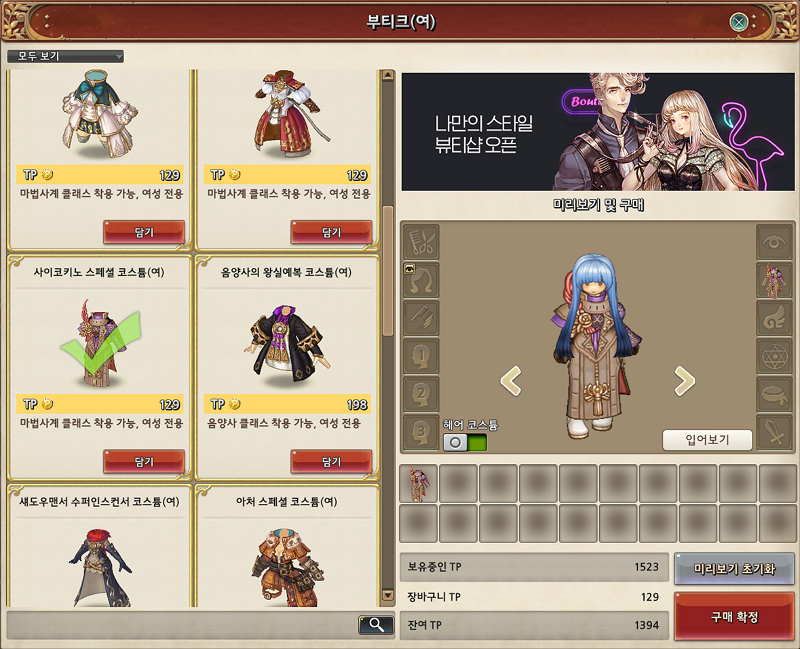 부티크(여)
모두 보기
TP 129
마법사계 클래스 착용 가능, 여성 전용
담기
TP 129
마법사계 클래스 착용 가능, 여성 전용
담기
사이코키노 스페셜 코스튬(여)
TP 129
마법사계 클래스 착용 가능, 여성 전용
담기
음양사의 왕실예복 코스튬(여)
TP 198
음양사 클래스 착용 가능, 여성 전용
담기
섀도우맨서 수퍼인스컨서 코스튬(여)
아처 스페셜 코스튬(여)
나만의 스타일
뷰티샵 오픈
미리보기 및 구매
1
2
3
헤어 코스튬
입어보기
보유중인 TP 1523
장바구니 TP 129
잔여 TP 1394
미리보기 초기화
구매 확정